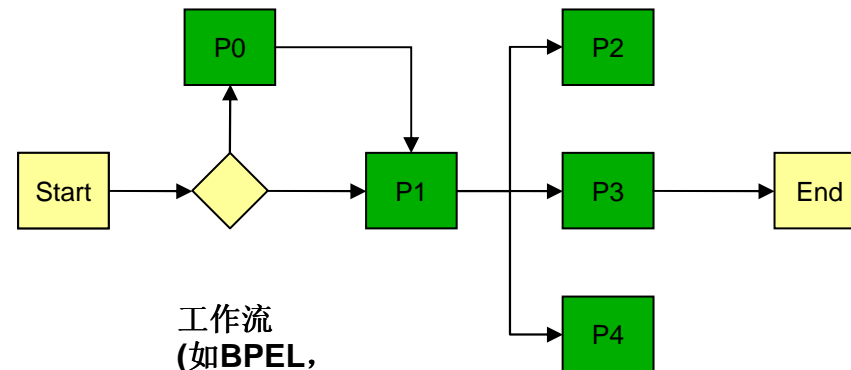 P0
P2
Start
P1
P3
End
P4
工作流
(如BPEL，